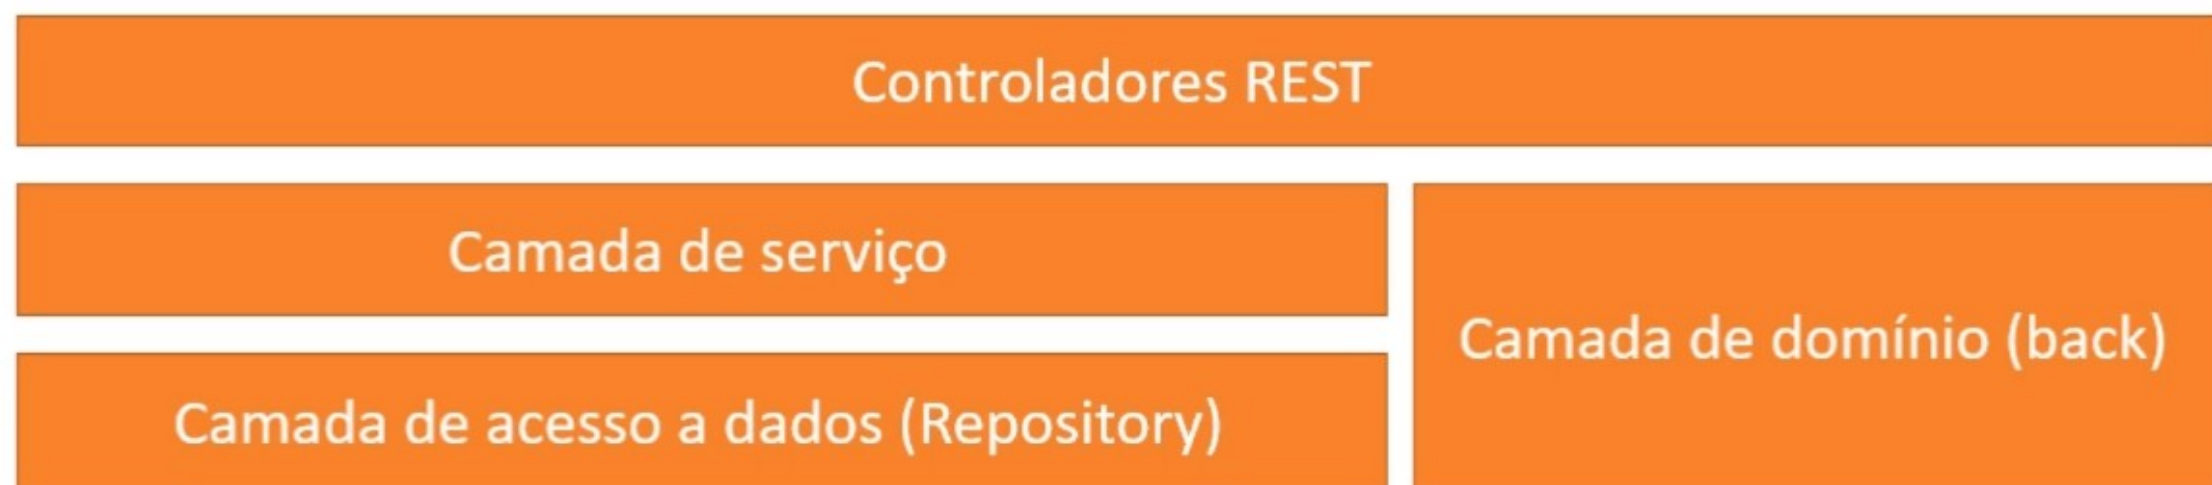 Controladores REST
Camada de serviço
Camada de domínio (back)
Camada de acesso a dados (Repository)